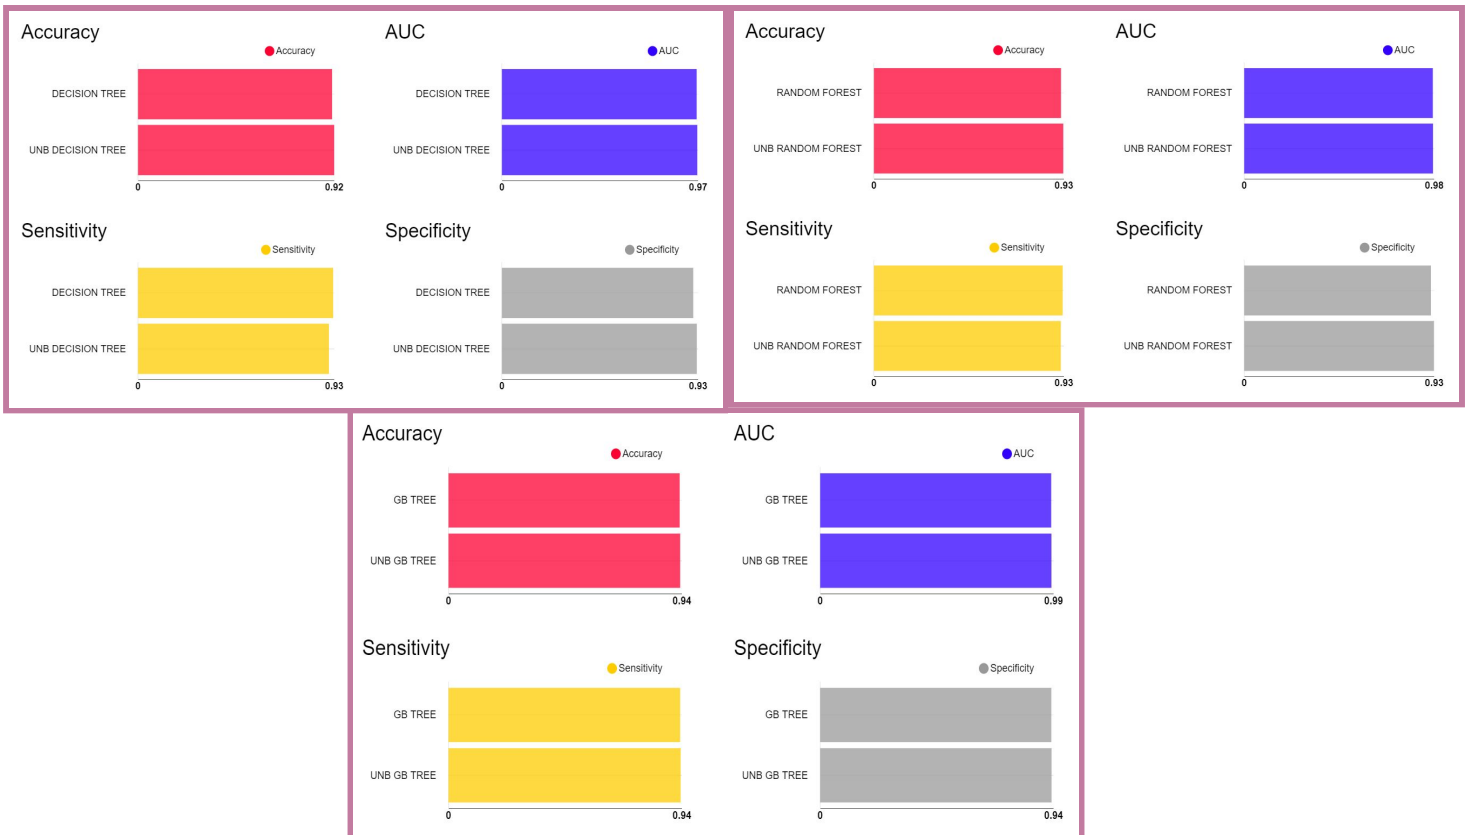 Accuracy
Accuracy
DECISION TREE
UNB DECISION TREE
0 0.92
AUC
AUC
DECISION TREE
UNB DECISION TREE
0 0.97
Sensitivity
Sensitivity
DECISION TREE
UNB DECISION TREE
0 0.93
Specificity
Specificity
DECISION TREE
UNB DECISION TREE
0 0.93
Accuracy
Accuracy
RANDOM FOREST
UNB RANDOM FOREST
0 0.93
AUC
AUC
RANDOM FOREST
UNB RANDOM FOREST
0 0.98
Sensitivity
Sensitivity
RANDOM FOREST
UNB RANDOM FOREST
0 0.93
Specificity
Specificity
RANDOM FOREST
UNB RANDOM FOREST
0 0.93
Accuracy
Accuracy
GB TREE
UNB GB TREE
0 0.94
AUC
AUC
GB TREE
UNB GB TREE
0 0.99
Sensitivity
Sensitivity
GB TREE
UNB GB TREE
0 0.94
Specificity
Specificity
GB TREE
UNB GB TREE
0 0.94